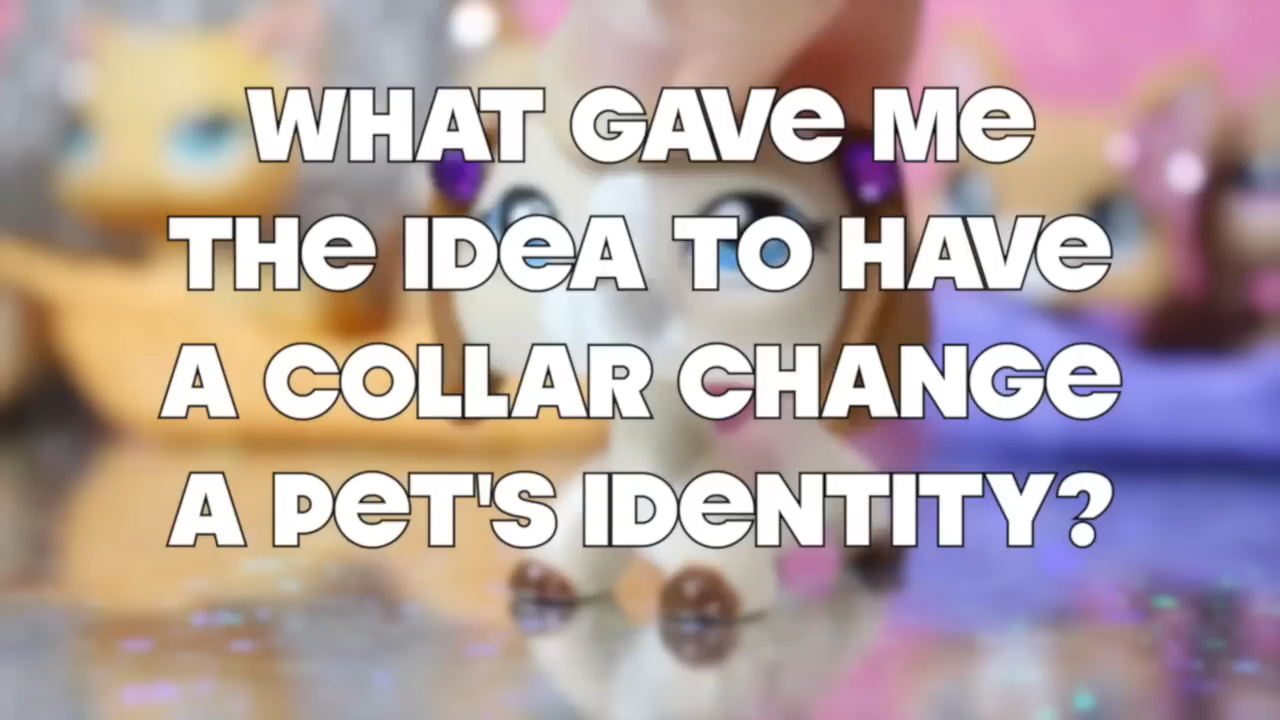 WHAT GAVE ME
THE IDEA TO HAVE
A COLLAR CHANGE
A PET'S IDENTITY?